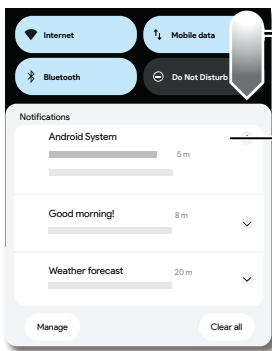 Internet
Mobile data
Bluetooth
Do Not Disturb
Notifications
Android System
5 m
Good morning!
8 m
Weather forecast
20 m
Manage
Clear all